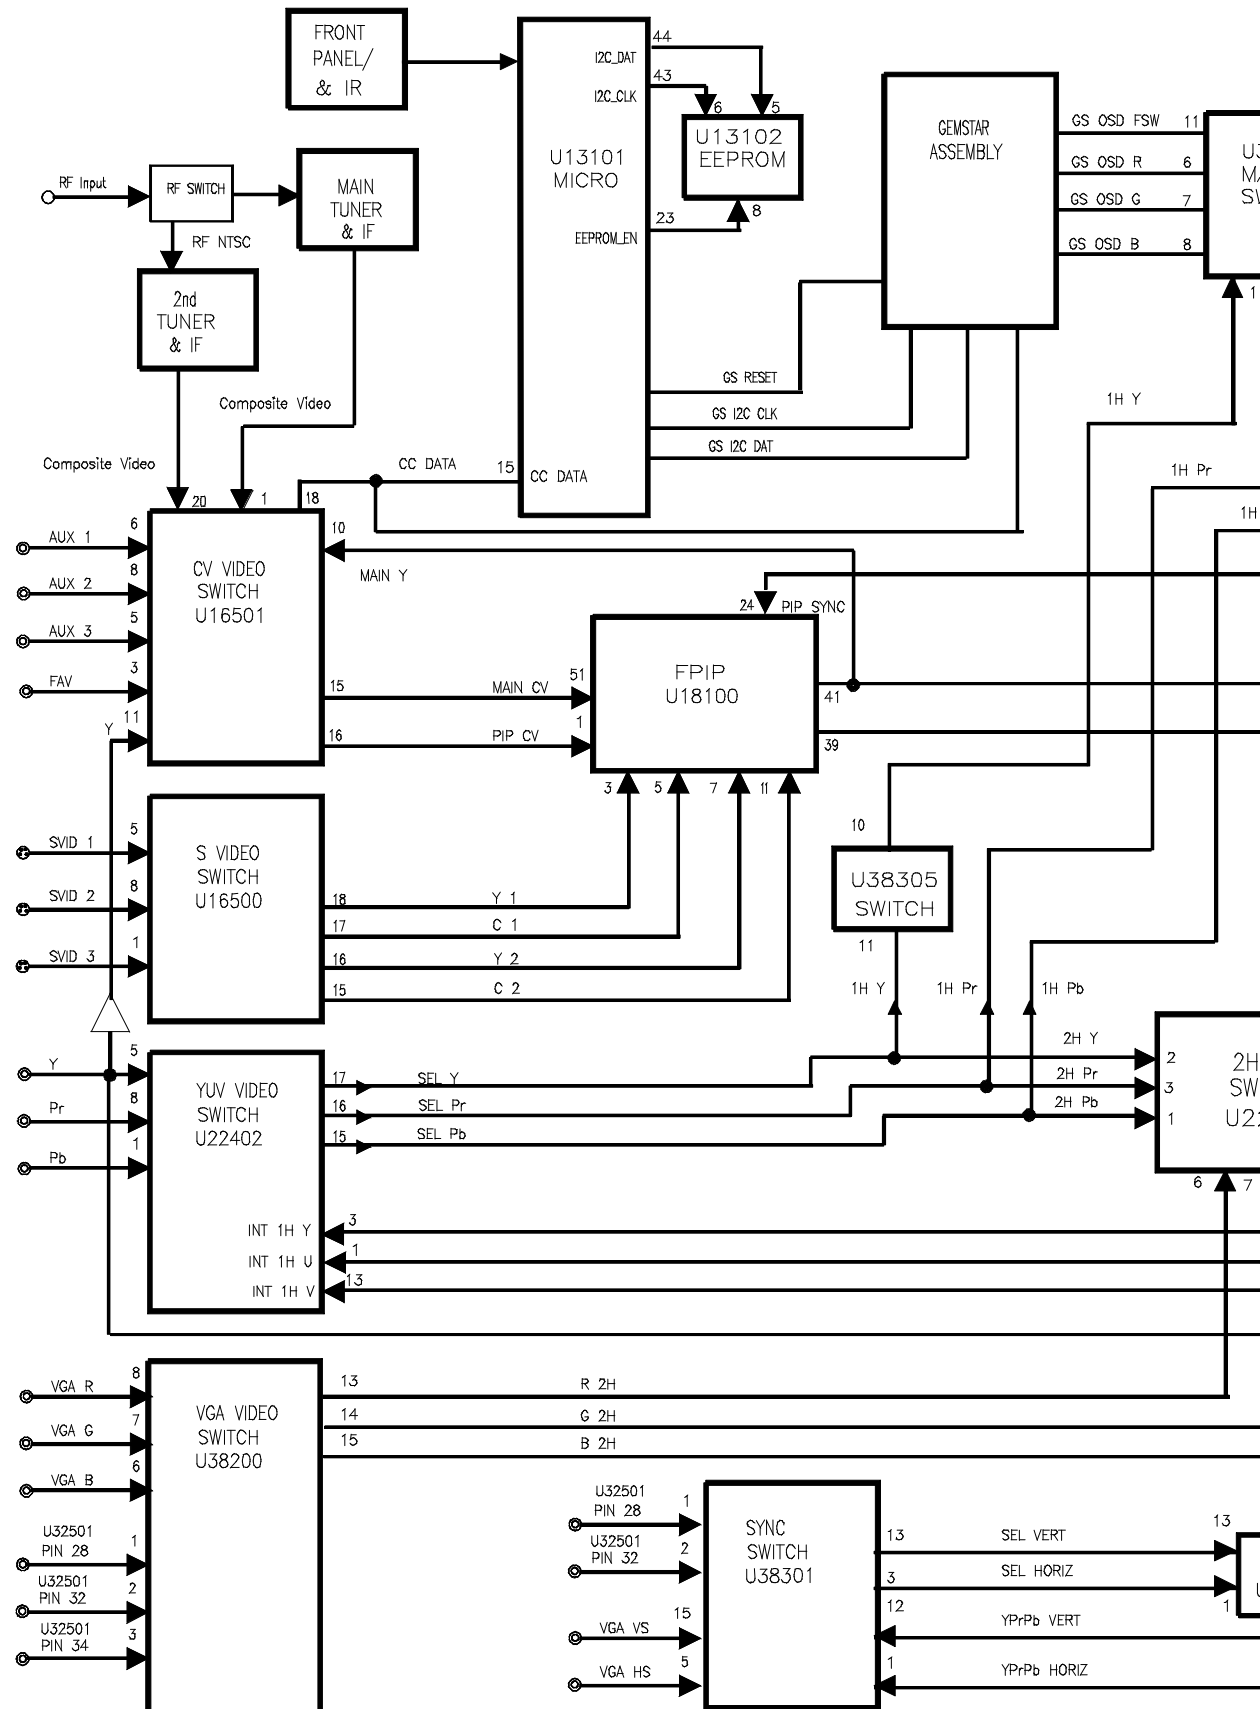 FRONT
PANEL/
& IR
44
I2C_DAT
43
I2C_CLK
6
5
U13101
MICRO
U13102
EEPROM
23
8
EEPROM_EN
GEMSTAR
ASSEMBLY
GS OSD FSW 11
GS OSD R 6
GS OSD G 7
GS OSD B 8
1
RF Input
RF SWITCH
MAIN
TUNER
& IF
RF NTSC
2nd
TUNER
& IF
GS RESET
GS I2C CLK
GS I2C DAT
Composite Video
Composite Video
CC DATA
15
CC DATA
1H Y
1H Pr
1H
20
1
18
10
MAIN Y
AUX 1
6
AUX 2
8
AUX 3
5
FAV
3
Y
11
CV VIDEO
SWITCH
U16501
24
PIP SYNC
FPIP
U18100
15
MAIN CV
51
16
PIP CV
1
41
39
3
5
7
11
SVID 1
5
SVID 2
8
SVID 3
1
S VIDEO
SWITCH
U16500
18
Y 1
17
C 1
16
Y 2
15
C 2
10
U38305
SWITCH
11
1H Y
1H Pr
1H Pb
2H Y
2H Pr
2H Pb
2
3
1
2H
6
7
Y
5
Pr
8
Pb
1
YUV VIDEO
SWITCH
U22402
17
SEL Y
16
SEL Pr
15
SEL Pb
INT 1H Y
3
INT 1H U
1
INT 1H V
13
VGA R
8
VGA G
7
VGA B
6
VGA VIDEO
SWITCH
U38200
13
R 2H
14
G 2H
15
B 2H
U32501
PIN 28
1
U32501
PIN 32
2
U32501
PIN 34
3
U32501
PIN 28
1
U32501
PIN 32
2
VGA VS
15
VGA HS
5
SYNC
SWITCH
U38301
13
SEL VERT
13
3
SEL HORIZ
1
12
YPrPb VERT
1
YPrPb HORIZ